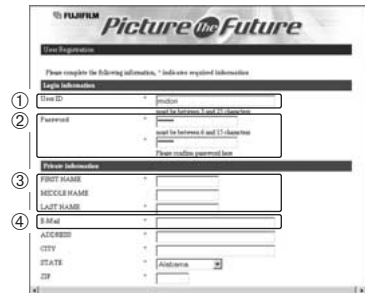 FUJIFILM
Picture the Future
User Registration
Please complete the following information, * indicates required information
Login information
① User ID *
must be between 3 and 25 characters
② Password * ******
must be between 6 and 15 characters
* ******
Please confirm password here
Private information
③ FIRST NAME *
MIDDLE NAME
LAST NAME *
④ E-Mail *
ADDRESS *
CITY *
STATE * Alabama
ZIP *